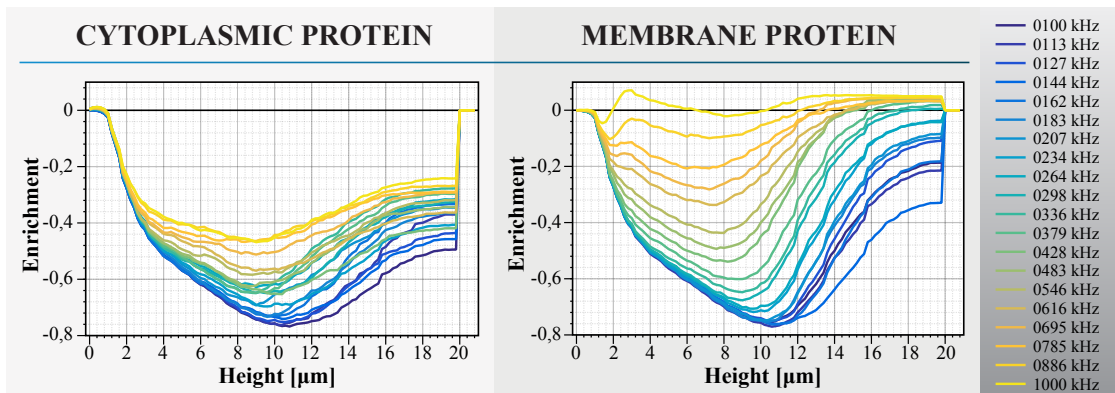 CYTOPLASMIC PROTEIN
0
-0,2
-0,4
-0,6
-0,8
Enrichment
0 2 4 6 8 10 12 14 16 18 20
Height [µm]
MEMBRANE PROTEIN
0
-0,2
-0,4
-0,6
-0,8
Enrichment
0 2 4 6 8 10 12 14 16 18 20
Height [µm]
0100 kHz
0113 kHz
0127 kHz
0144 kHz
0162 kHz
0183 kHz
0207 kHz
0234 kHz
0264 kHz
0298 kHz
0336 kHz
0379 kHz
0428 kHz
0483 kHz
0546 kHz
0616 kHz
0695 kHz
0785 kHz
0886 kHz
1000 kHz